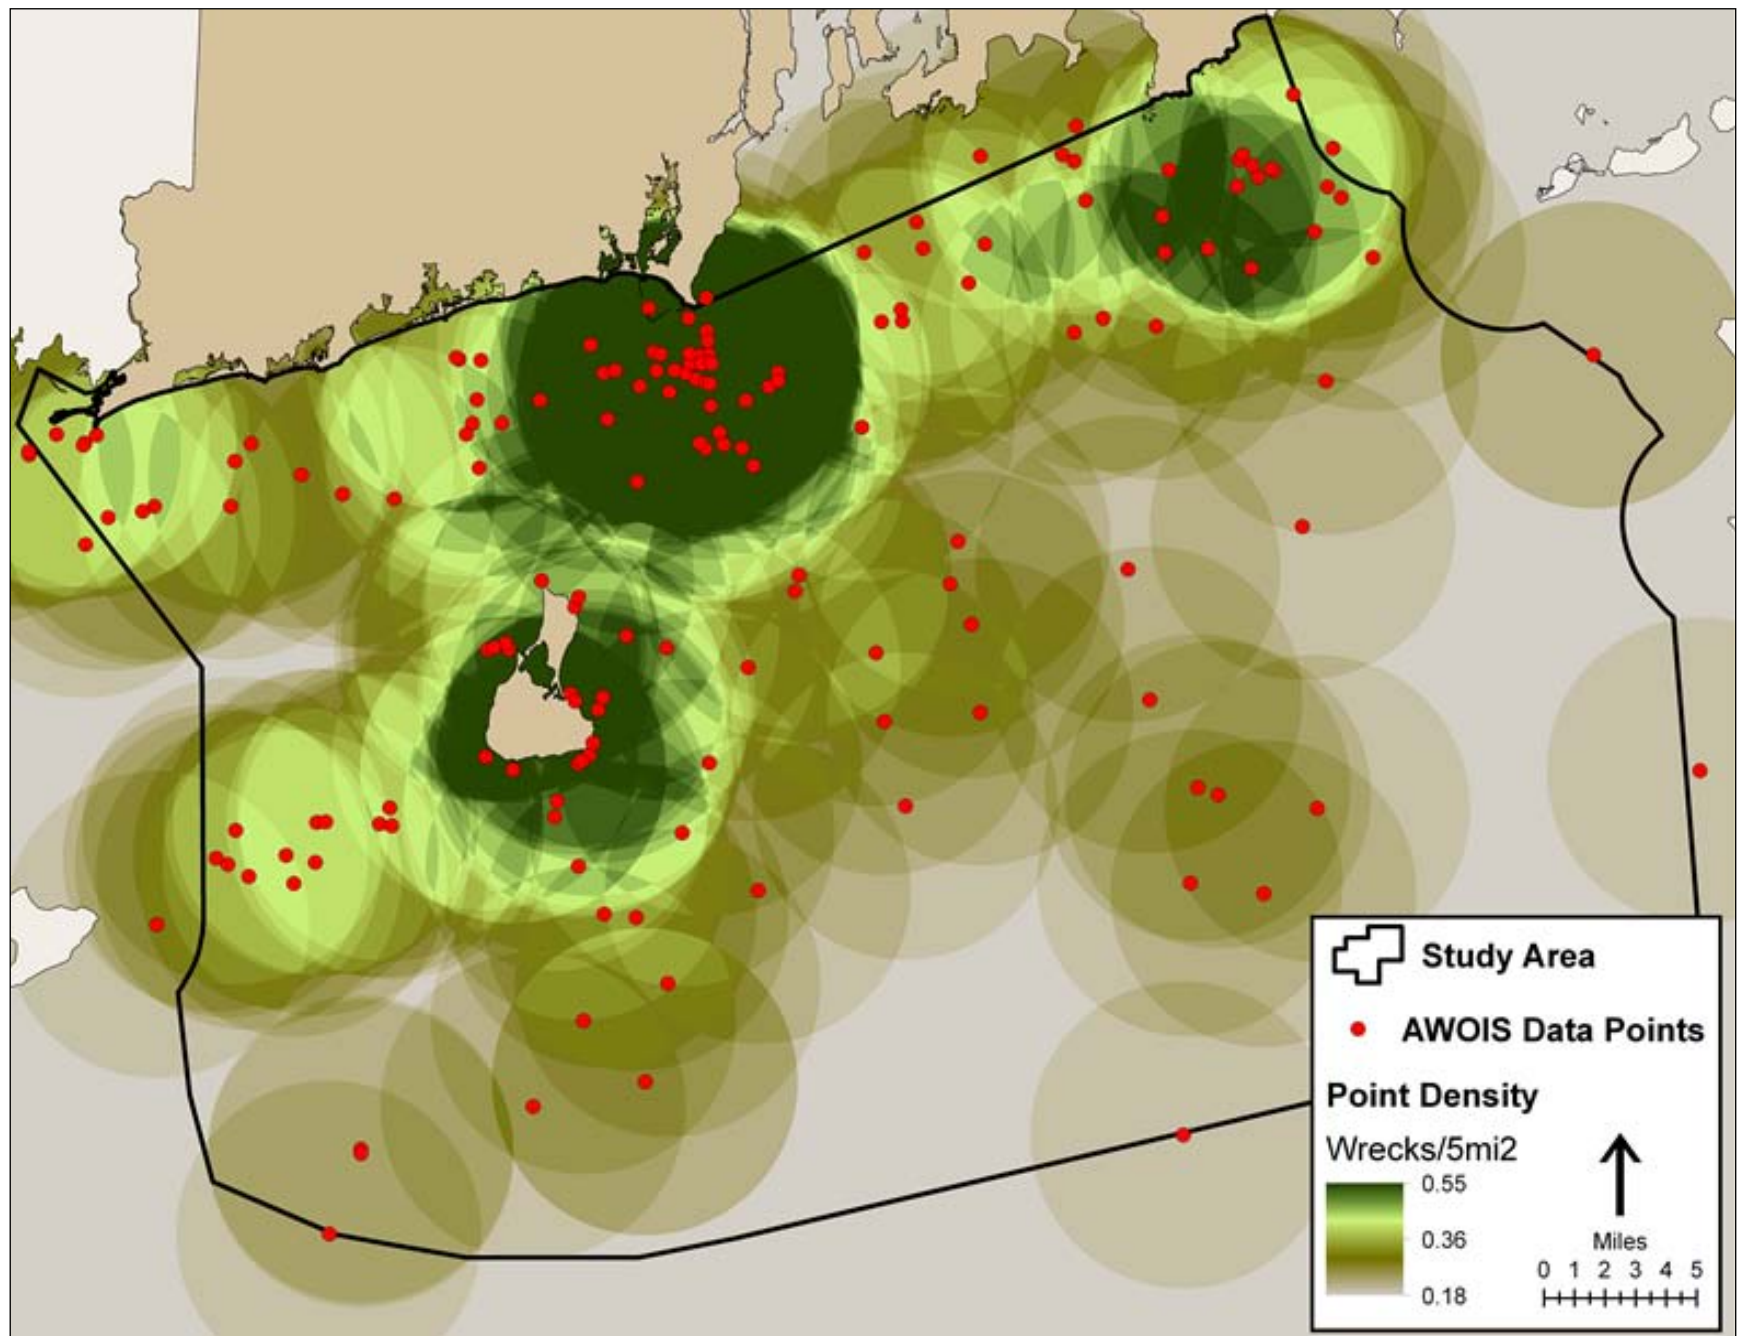 Study Area
AWOIS Data Points
Point Density
Wrecks/5mi2
0.55
0.36
0.18
Miles
0 1 2 3 4 5